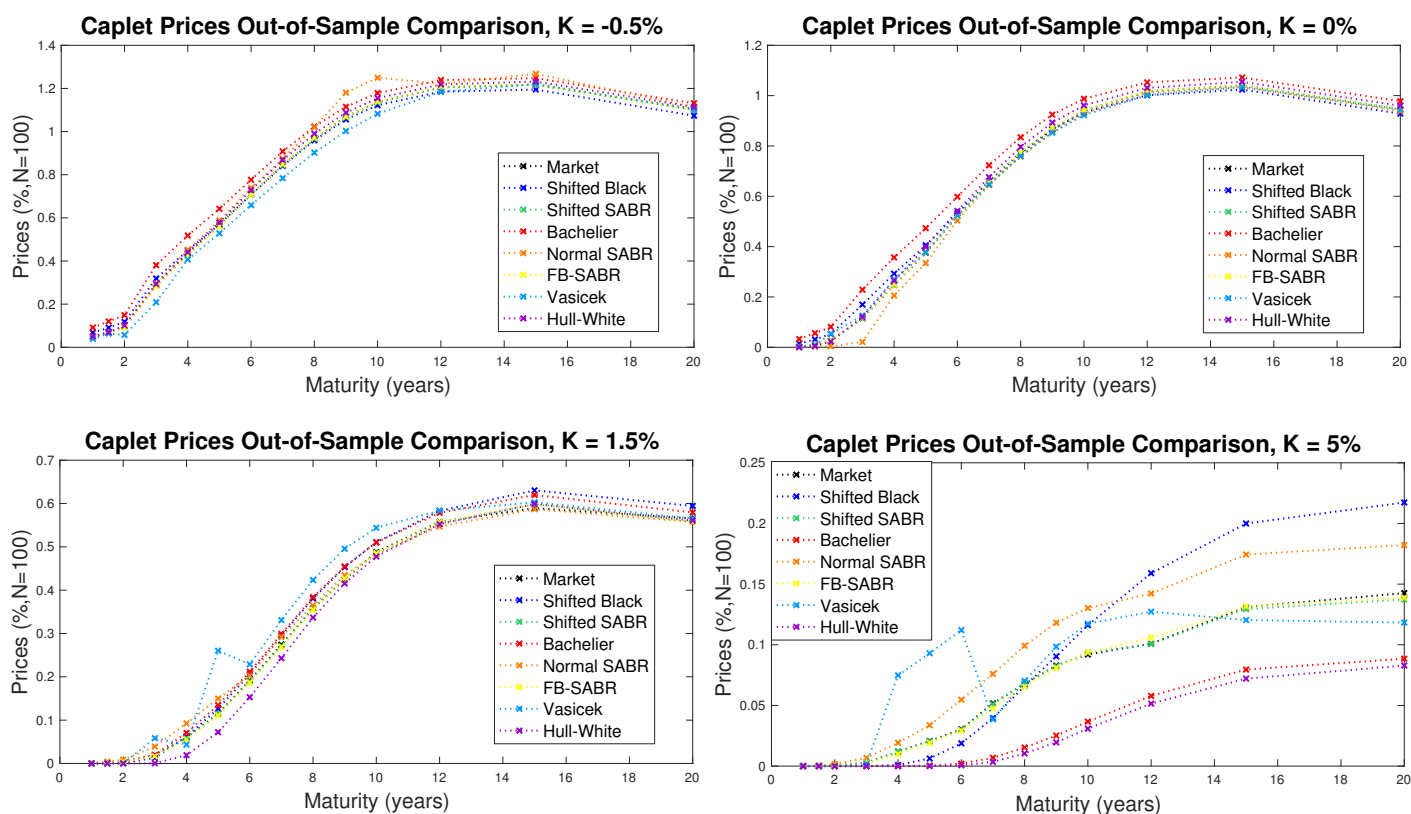 Caplet Prices Out-of-Sample Comparison, K = -0.5%
Prices (%,N=100)
1.4
1.2
1
0.8
0.6
0.4
0.2
0
0 2 4 6 8 10 12 14 16 18 20
Maturity (years)
Market
Shifted Black
Shifted SABR
Bachelier
Normal SABR
FB-SABR
Vasicek
Hull-White
Caplet Prices Out-of-Sample Comparison, K = 0%
Prices (%,N=100)
1.2
1
0.8
0.6
0.4
0.2
0
0 2 4 6 8 10 12 14 16 18 20
Maturity (years)
Market
Shifted Black
Shifted SABR
Bachelier
Normal SABR
FB-SABR
Vasicek
Hull-White
Caplet Prices Out-of-Sample Comparison, K = 1.5%
Prices (%,N=100)
0.7
0.6
0.5
0.4
0.3
0.2
0.1
0
0 2 4 6 8 10 12 14 16 18 20
Maturity (years)
Market
Shifted Black
Shifted SABR
Bachelier
Normal SABR
FB-SABR
Vasicek
Hull-White
Caplet Prices Out-of-Sample Comparison, K = 5%
Prices (%,N=100)
0.25
0.2
0.15
0.1
0.05
0
0 2 4 6 8 10 12 14 16 18 20
Maturity (years)
Market
Shifted Black
Shifted SABR
Bachelier
Normal SABR
FB-SABR
Vasicek
Hull-White